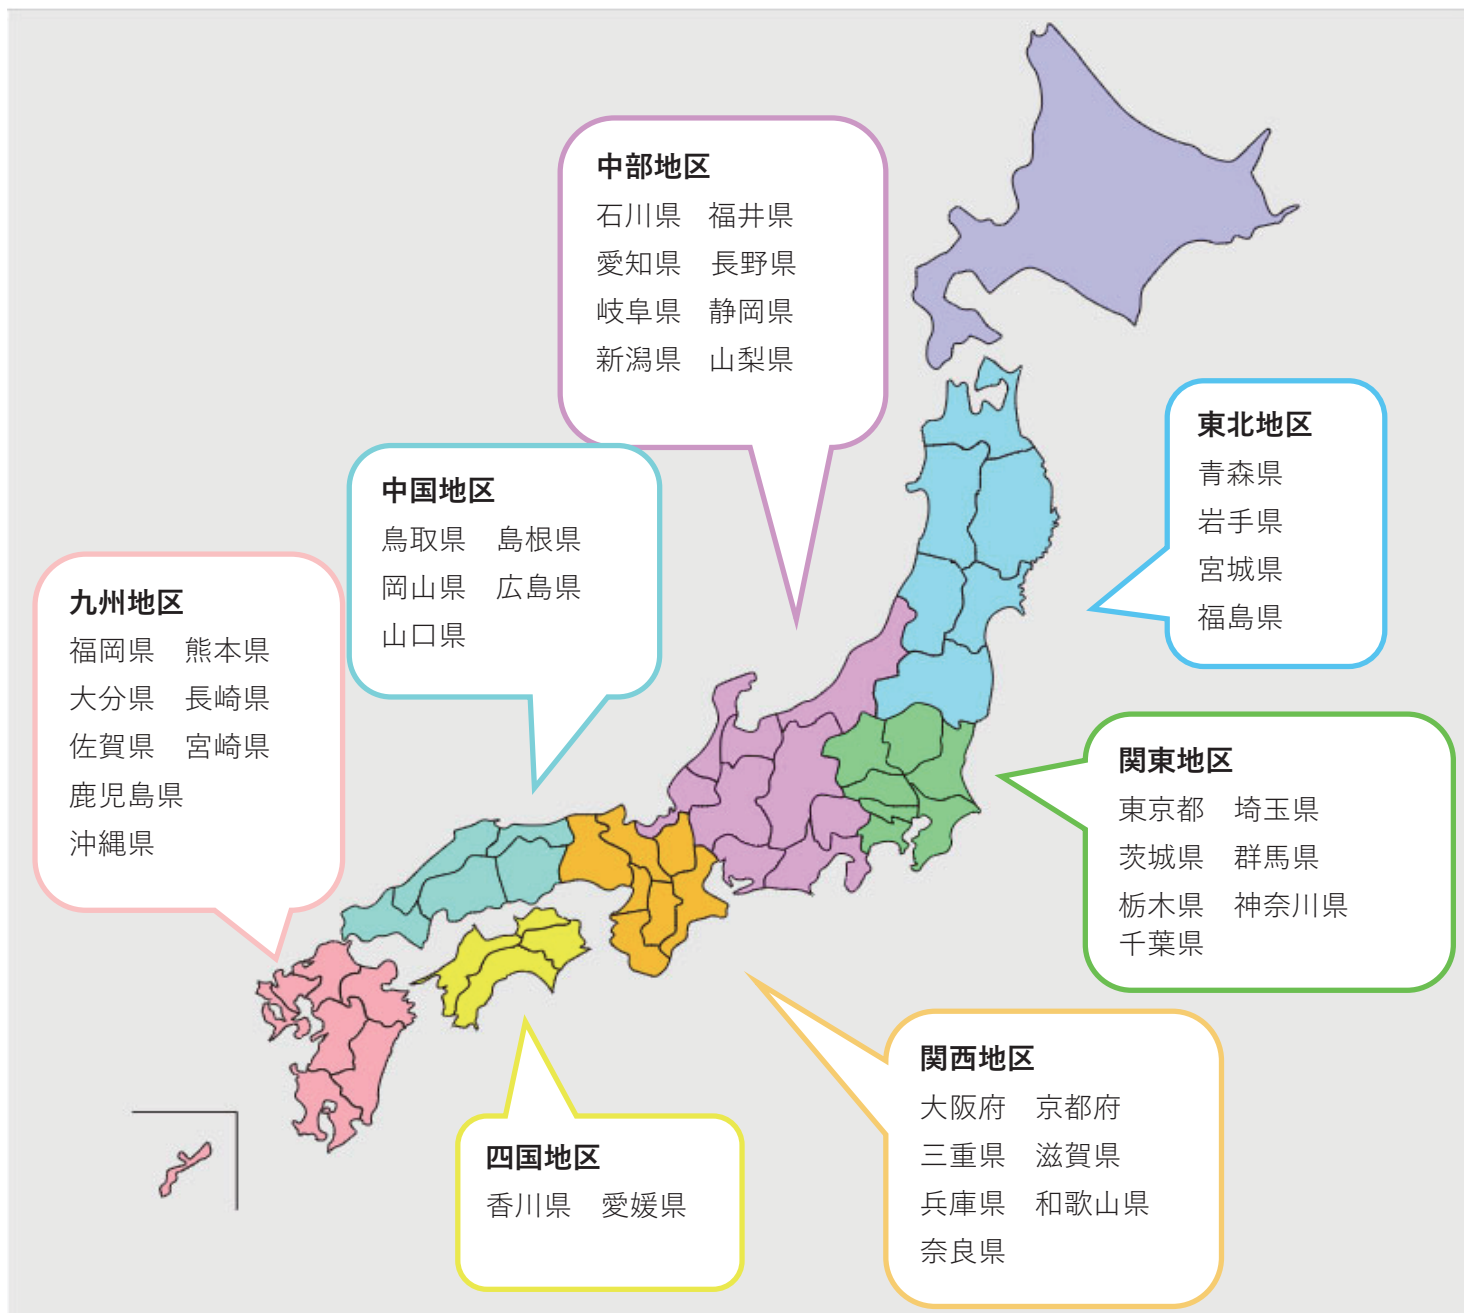 中部地区
石川県　福井県
愛知県　長野県
岐阜県　静岡県
新潟県　山梨県
中国地区
鳥取県　島根県
岡山県　広島県
山口県
東北地区
青森県
岩手県
宮城県
福島県
九州地区
福岡県　熊本県
大分県　長崎県
佐賀県　宮崎県
鹿児島県
沖縄県
関東地区
東京都　埼玉県
茨城県　群馬県
栃木県　神奈川県
千葉県
関西地区
大阪府　京都府
三重県　滋賀県
兵庫県　和歌山県
奈良県
四国地区
香川県　愛媛県